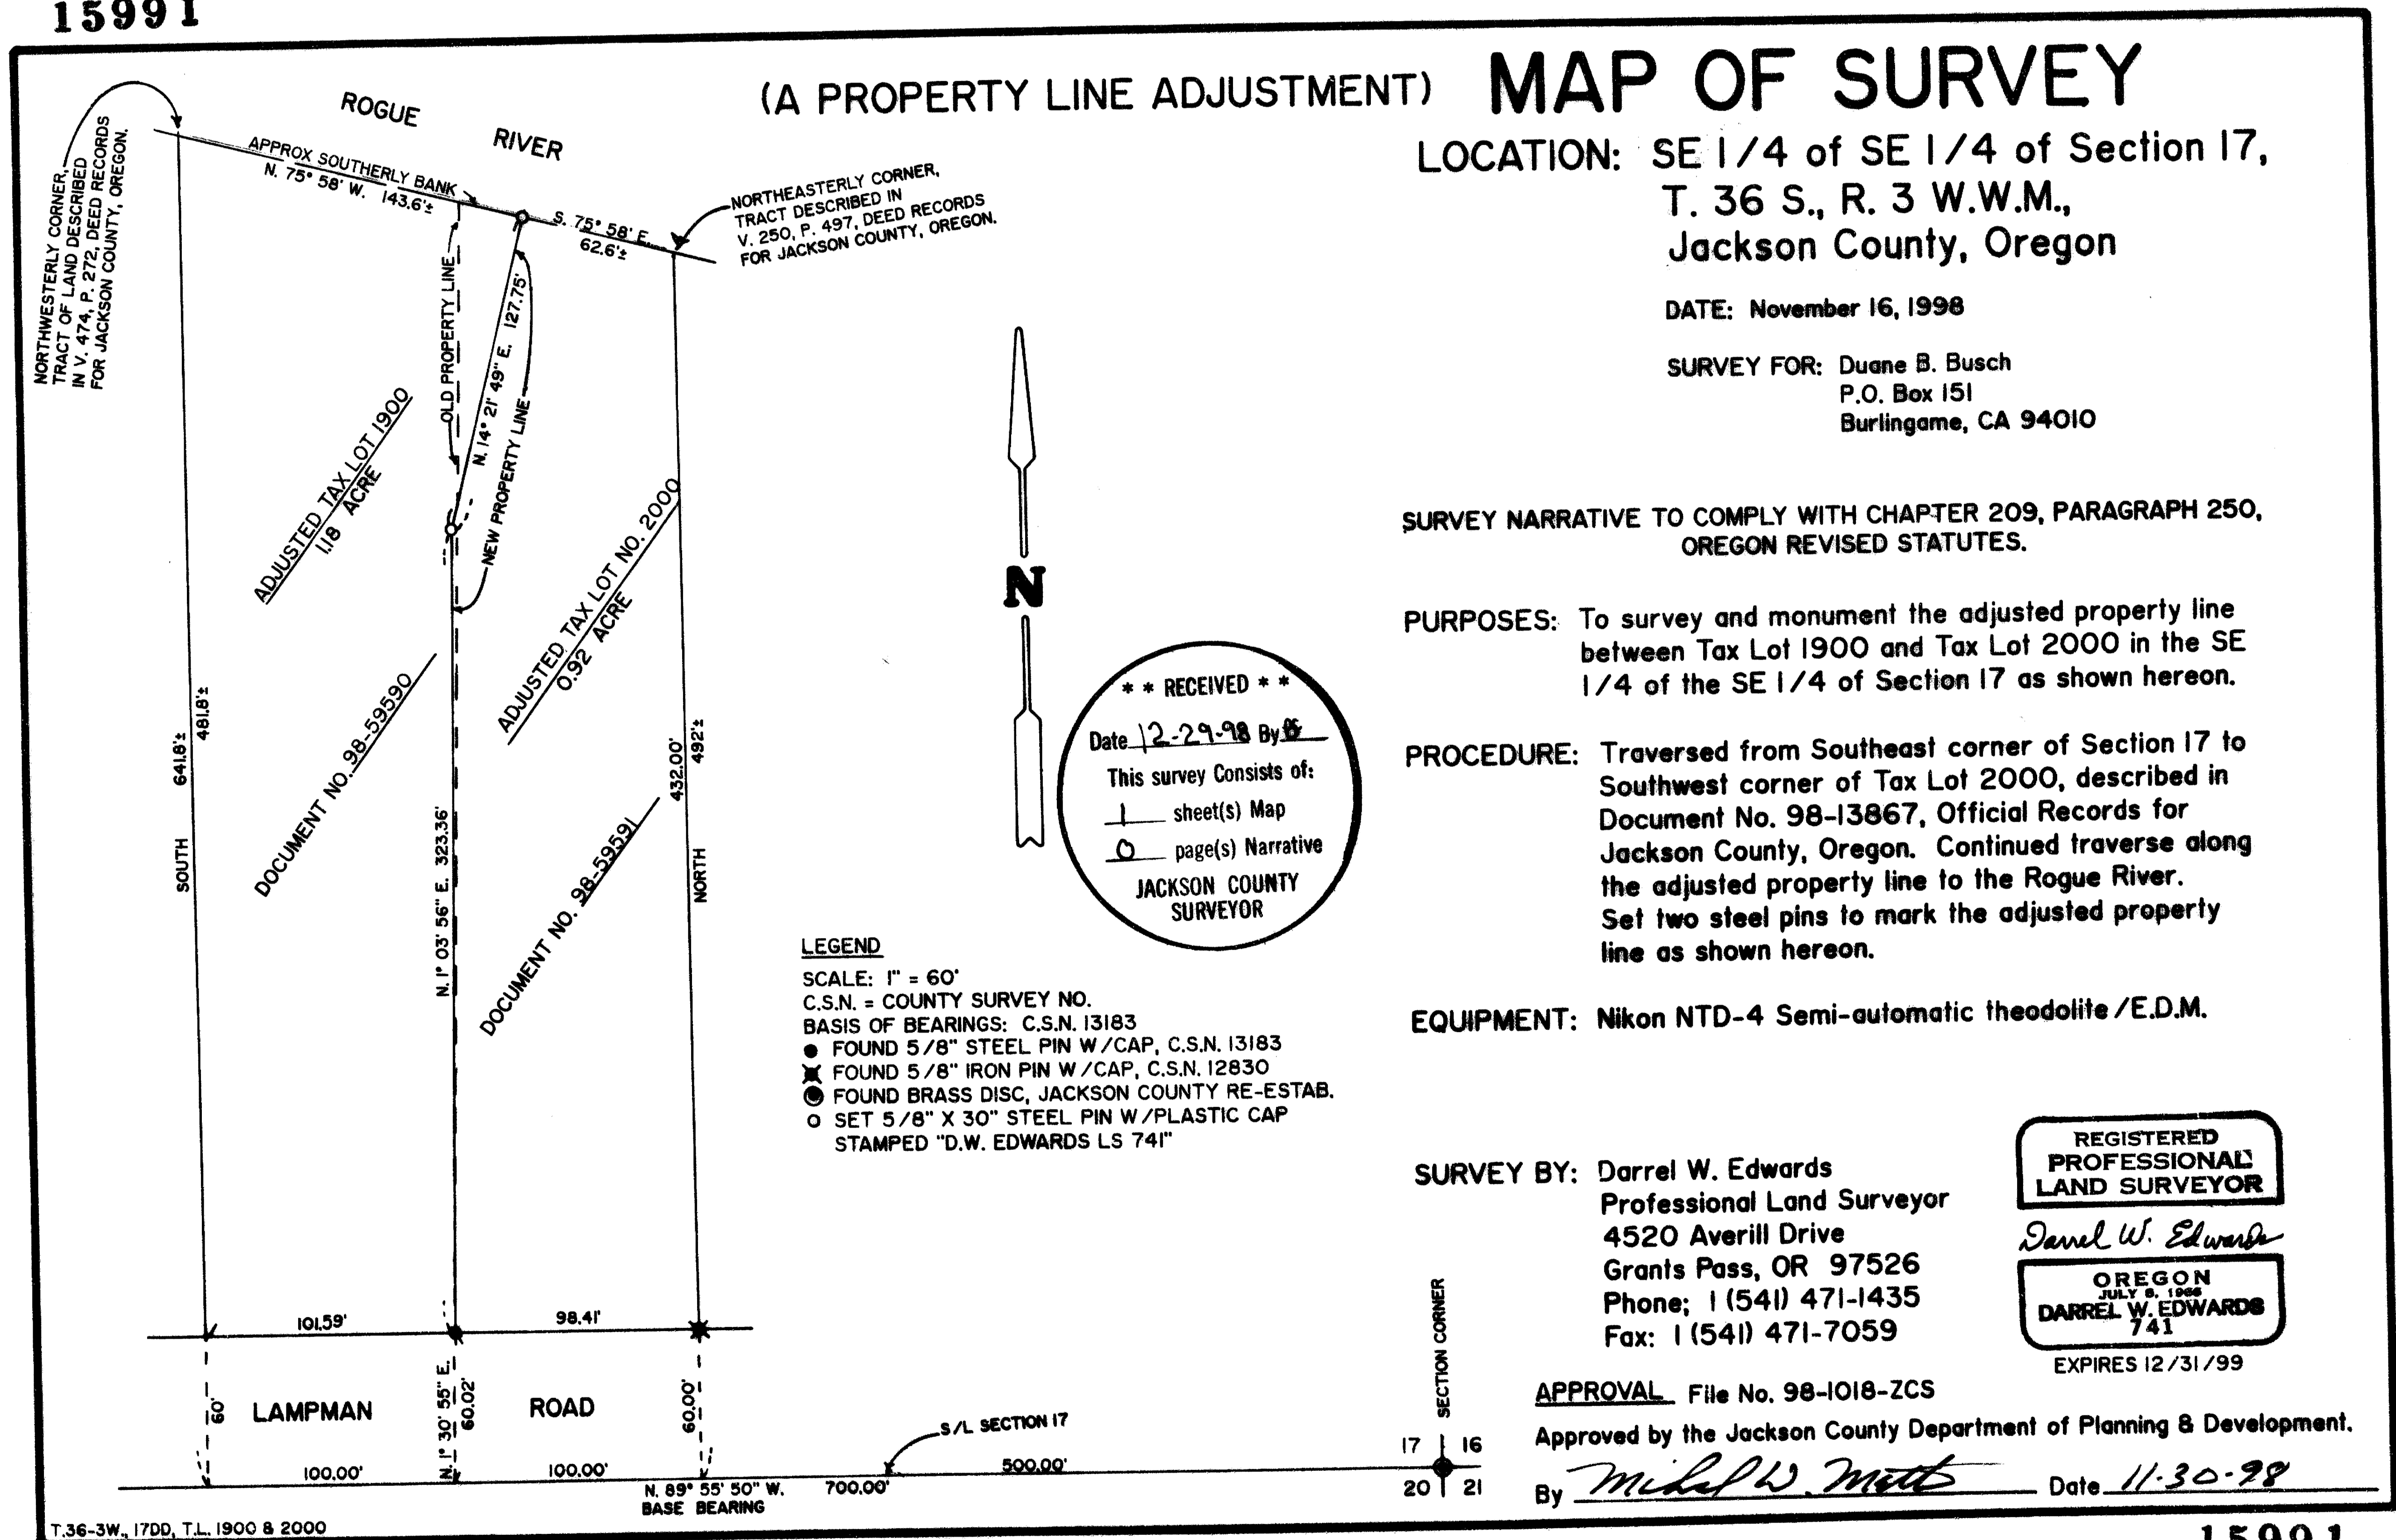 15991
(A PROPERTY LINE ADJUSTMENT)
MAP OF SURVEY
LOCATION: SE 1/4 of SE 1/4 of Section 17,
T. 36 S., R. 3 W.W.M.,
Jackson County, Oregon
DATE: November 16, 1998
SURVEY FOR: Duane B. Busch
P.O. Box 151
Burlingame, CA 94010
SURVEY NARRATIVE TO COMPLY WITH CHAPTER 209, PARAGRAPH 250,
OREGON REVISED STATUTES.
PURPOSES: To survey and monument the adjusted property line
between Tax Lot 1900 and Tax Lot 2000 in the SE
1/4 of the SE 1/4 of Section 17 as shown hereon.
PROCEDURE: Traversed from Southeast corner of Section 17 to
Southwest corner of Tax Lot 2000, described in
Document No. 98-13867, Official Records for
Jackson County, Oregon. Continued traverse along
the adjusted property line to the Rogue River.
Set two steel pins to mark the adjusted property
line as shown hereon.
EQUIPMENT: Nikon NTD-4 Semi-automatic theodolite/E.D.M.
SURVEY BY: Darrel W. Edwards
Professional Land Surveyor
4520 Averill Drive
Grants Pass, OR 97526
Phone; 1 (541) 471-1435
Fax: 1 (541) 471-7059
REGISTERED
PROFESSIONAL
LAND SURVEYOR
Darrel W. Edwards
OREGON
JULY 8, 1966
DARREL W. EDWARDS
741
EXPIRES 12/31/99
APPROVAL File No. 98-1018-ZCS
Approved by the Jackson County Department of Planning & Development.
By Date 11-30-98
NORTHWESTERLY CORNER,
TRACT OF LAND DESCRIBED
IN V. 474, P. 272, DEED RECORDS
FOR JACKSON COUNTY, OREGON.
ROGUE RIVER
APPROX SOUTHERLY BANK
N. 75° 58' W. 143.6'±
S. 75° 58' E.
62.6'±
NORTHEASTERLY CORNER,
TRACT DESCRIBED IN
V. 250, P. 497, DEED RECORDS
FOR JACKSON COUNTY, OREGON.
OLD PROPERTY LINE
N. 14° 21' 49" E. 127.75'
NEW PROPERTY LINE
ADJUSTED TAX LOT 1900
1.18 ACRE
ADJUSTED TAX LOT NO. 2000
0.92 ACRE
DOCUMENT NO. 98-59590
DOCUMENT NO. 98-59591
SOUTH 641.8'±
481.8'±
N. 1° 03' 56" E. 323.36'
432.00'
NORTH 492'±
N
* * RECEIVED * *
Date 12-29-98 By
This survey Consists of:
1 sheet(s) Map
0 page(s) Narrative
JACKSON COUNTY
SURVEYOR
LEGEND
SCALE: 1" = 60'
C.S.N. = COUNTY SURVEY NO.
BASIS OF BEARINGS: C.S.N. 13183
FOUND 5/8" STEEL PIN W/CAP, C.S.N. 13183
FOUND 5/8" IRON PIN W/CAP, C.S.N. 12830
FOUND BRASS DISC, JACKSON COUNTY RE-ESTAB.
SET 5/8" X 30" STEEL PIN W/PLASTIC CAP
STAMPED "D.W. EDWARDS LS 741"
101.59' 98.41'
60'
LAMPMAN ROAD
N. 1° 30' 55" E.
60.02'
60.00'
100.00' 100.00'
N. 89° 55' 50" W. 700.00'
BASE BEARING
S/L SECTION 17
500.00'
SECTION CORNER
17 16
20 21
T.36-3W., 17DD, T.L. 1900 & 2000
15991